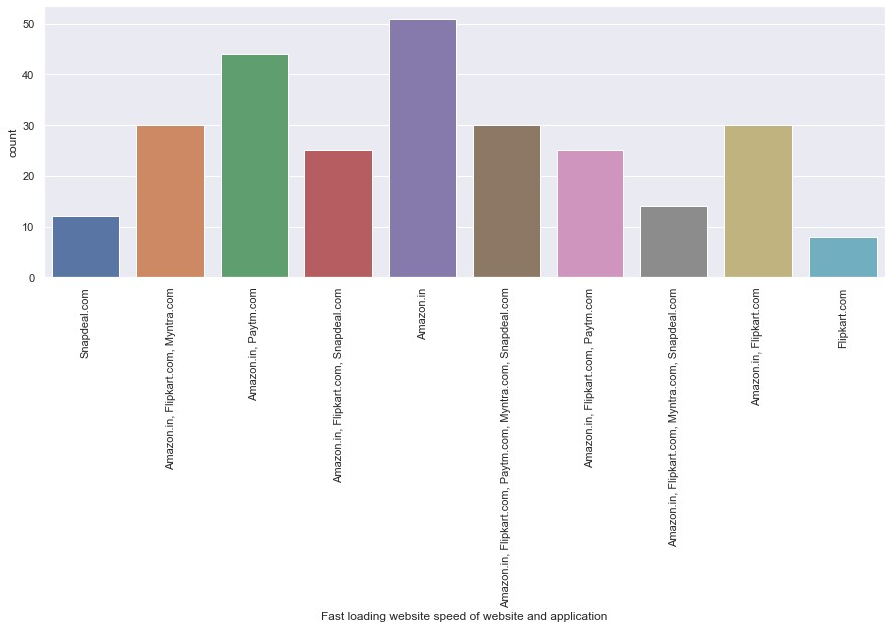 50
40
30
20
10
0
count
Snapdeal.com
Amazon.in, Flipkart.com, Myntra.com
Amazon.in, Paytm.com
Amazon.in, Flipkart.com, Snapdeal.com
Amazon.in
Amazon.in, Flipkart.com, Paytm.com, Myntra.com, Snapdeal.com
Amazon.in, Flipkart.com, Paytm.com
Amazon.in, Flipkart.com, Myntra.com, Snapdeal.com
Amazon.in, Flipkart.com
Flipkart.com
Fast loading website speed of website and application